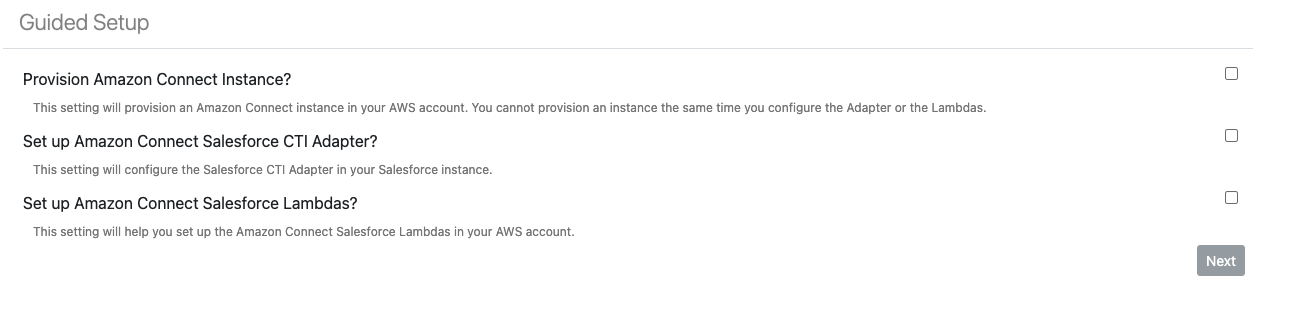 Guided Setup
Provision Amazon Connect Instance?
This setting will provision an Amazon Connect instance in your AWS account. You cannot provision an instance the same time you configure the Adapter or the Lambdas.
Set up Amazon Connect Salesforce CTI Adapter?
This setting will configure the Salesforce CTI Adapter in your Salesforce instance.
Set up Amazon Connect Salesforce Lambdas?
This setting will help you set up the Amazon Connect Salesforce Lambdas in your AWS account.
Next